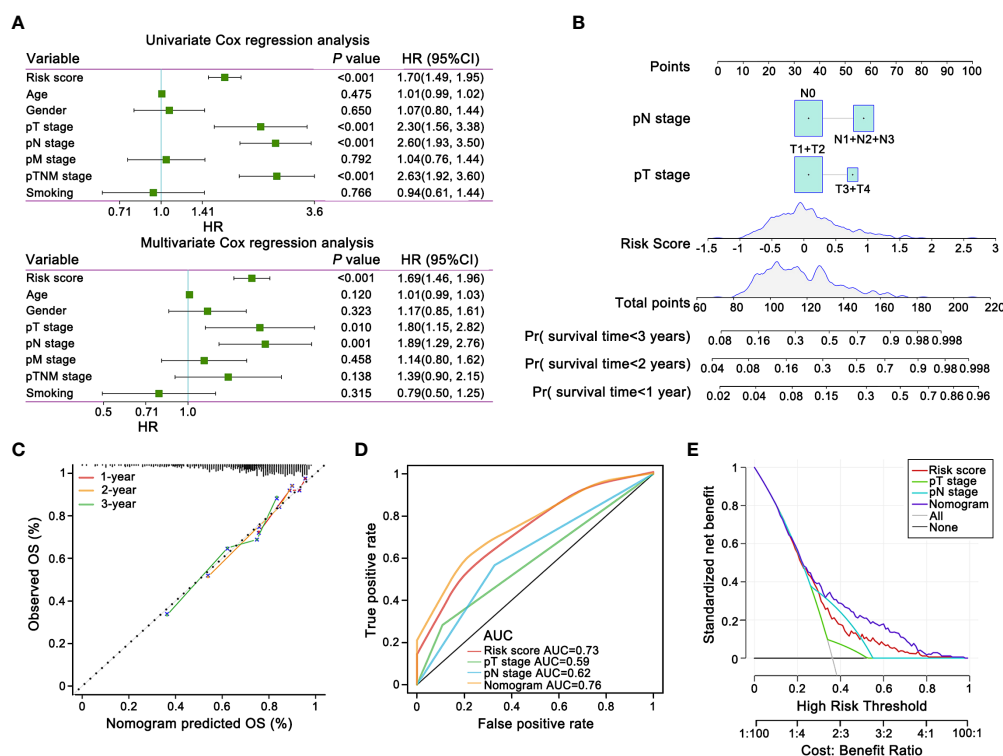 A
Univariate Cox regression analysis
Variable P value HR (95%CI)
Risk score <0.001 1.70(1.49, 1.95)
Age 0.475 1.01(0.99, 1.02)
Gender 0.650 1.07(0.80, 1.44)
pT stage <0.001 2.30(1.56, 3.38)
pN stage <0.001 2.60(1.93, 3.50)
pM stage 0.792 1.04(0.76, 1.44)
pTNM stage <0.001 2.63(1.92, 3.60)
Smoking 0.766 0.94(0.61, 1.44)
0.71 1.0 1.41 3.6
HR
Multivariate Cox regression analysis
Variable P value HR (95%CI)
Risk score <0.001 1.69(1.46, 1.96)
Age 0.120 1.01(0.99, 1.03)
Gender 0.323 1.17(0.85, 1.61)
pT stage 0.010 1.80(1.15, 2.82)
pN stage 0.001 1.89(1.29, 2.76)
pM stage 0.458 1.14(0.80, 1.62)
pTNM stage 0.138 1.39(0.90, 2.15)
Smoking 0.315 0.79(0.50, 1.25)
0.5 0.71 1.0
HR
B
Points
0 10 20 30 40 50 60 70 80 90 100
N0
pN stage
N1+N2+N3
T1+T2
pT stage
T3+T4
Risk Score
-1.5 -1 -0.5 0 0.5 1 1.5 2 2.5 3
Total points
60 80 100 120 140 160 180 200 220
Pr( survival time<3 years)
0.08 0.16 0.3 0.5 0.7 0.9 0.98 0.998
Pr( survival time<2 years)
0.04 0.08 0.16 0.3 0.5 0.7 0.9 0.98 0.998
Pr( survival time<1 year)
0.02 0.04 0.08 0.15 0.3 0.5 0.7 0.86 0.96
C
1-year
2-year
3-year
Observed OS (%)
1
0.8
0.6
0.4
0.2
0
0 0.2 0.4 0.6 0.8 1
Nomogram predicted OS (%)
D
True positive rate
1
0.8
0.6
0.4
0.2
0
AUC
Risk score AUC=0.73
pT stage AUC=0.59
pN stage AUC=0.62
Nomogram AUC=0.76
0 0.2 0.4 0.6 0.8 1
False positive rate
E
Standardized net benefit
1
0.8
0.6
0.4
0.2
0
Risk score
pT stage
pN stage
Nomogram
All
None
0 0.2 0.4 0.6 0.8 1
High Risk Threshold
1:100 1:4 2:3 3:2 4:1 100:1
Cost: Benefit Ratio